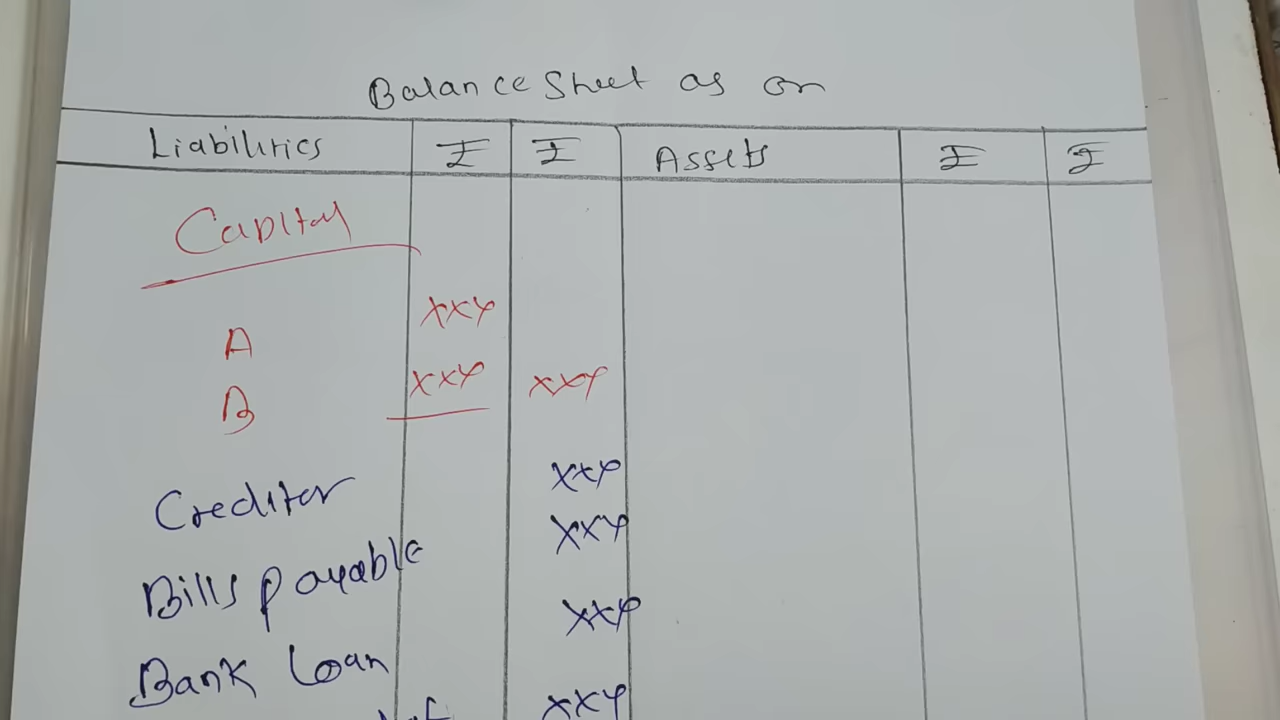 Balance Sheet as on
Liabilities ₹ ₹ Assets ₹ ₹
Capital
A xxx
B xxx xxx
Creditor xxx
Bills payable xxx
Bank loan xxx
xxx